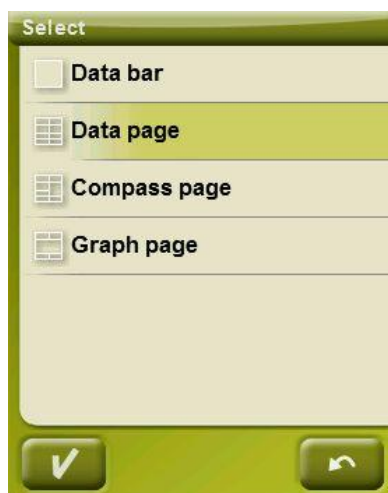 Select
Data bar
Data page
Compass page
Graph page